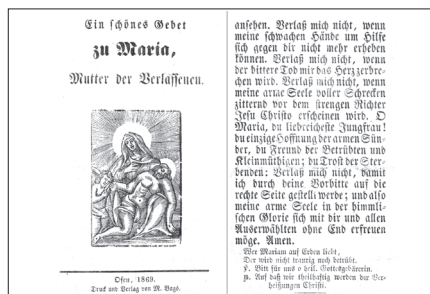 Ein schönes Gebet
zu Maria,
Mutter der Verlassenen.
Ofen, 1869.
Druck und Verlag von M. Bagó.
ansehen. Verlaß mich nicht, wenn
meine schwachen Hände um Hilfe
sich gegen dir nicht mehr erheben
können. Verlaß mich nicht, wenn
der bittere Tod mir das Herz zerbre-
chen wird. Verlaß mich nicht, wenn
meine arme Seele voller Schrecken
zitternd vor dem strengen Richter
Jesu Christo erscheinen wird. O
Maria, du liebreicheste Jungfrau!
du einzige Hoffnung der armen Sün-
der, du Freund der Betrübten und
Kleinmüthigen; du Trost der Ster-
benden: Verlaß mich nicht, damit
ich durch deine Vorbitte auf die
rechte Seite gestellt werde; und also
meine arme Seele in der himmli-
schen Glorie sich mit dir und allen
Auserwählten ohne End erfreuen
möge. Amen.
Wer Mariam auf Erden liebt,
Der wird nicht traurig noch betrübt.
℣. Bitt für uns o heil. Gottesgebärerin.
℟. Auf daß wir theilhaftig werden der Ver-
heißungen Christi.